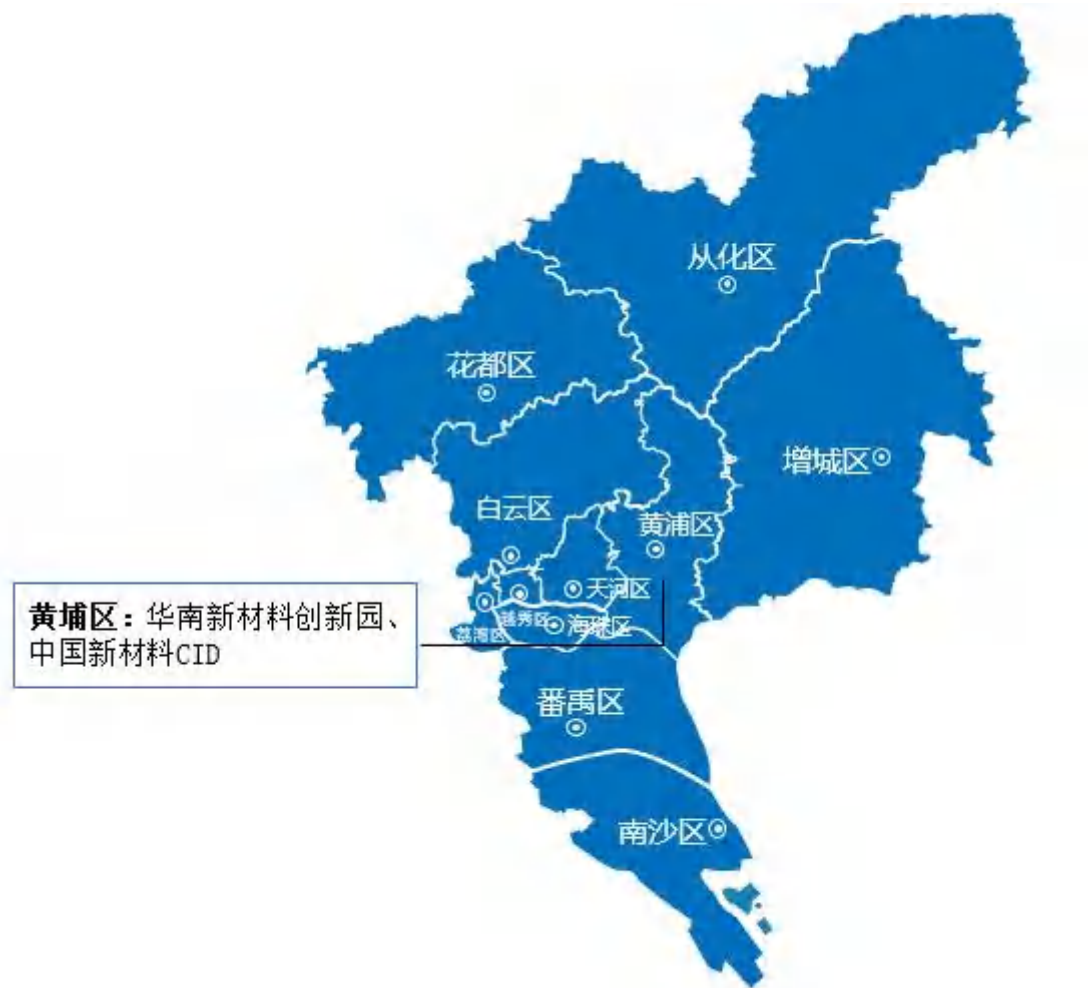 从化区
花都区
增城区
白云区
黄浦区
天河区
越秀区
海珠区
荔湾区
黄埔区：华南新材料创新园、
中国新材料CID
番禺区
南沙区